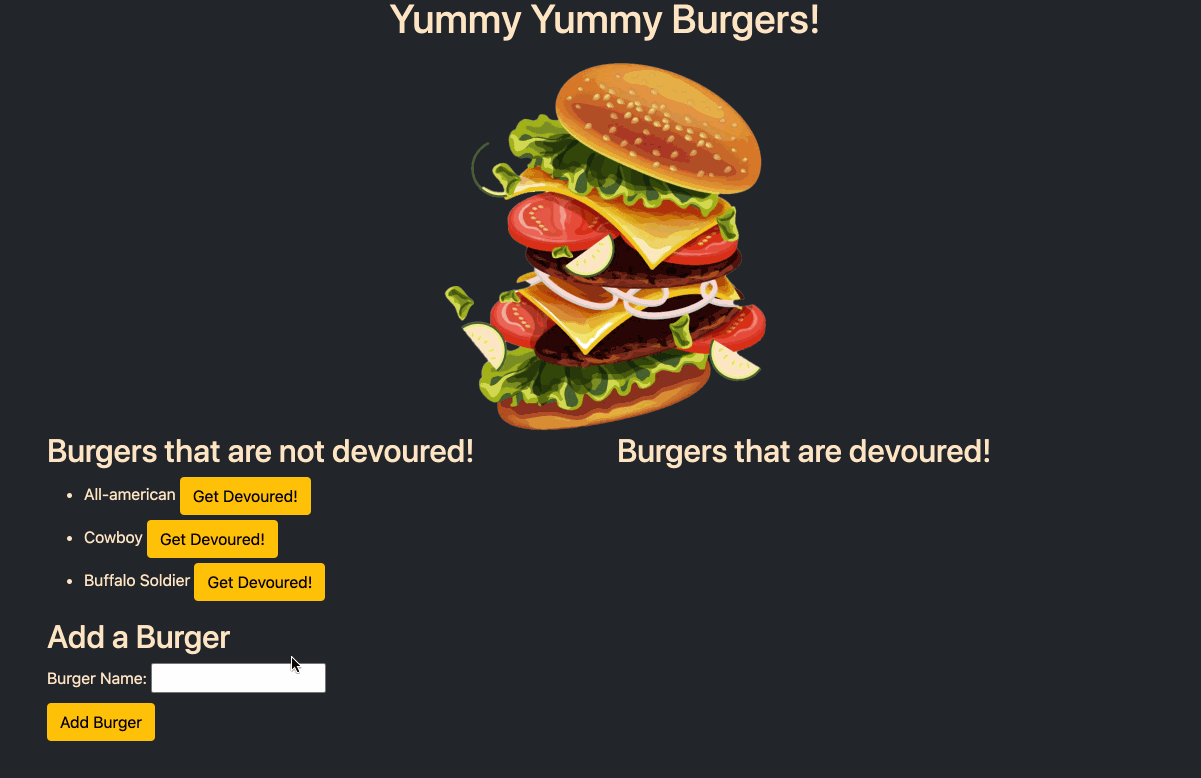 Yummy Yummy Burgers!
Burgers that are not devoured!
All-american Get Devoured!
Cowboy Get Devoured!
Buffalo Soldier Get Devoured!
Add a Burger
Burger Name:
Add Burger
Burgers that are devoured!